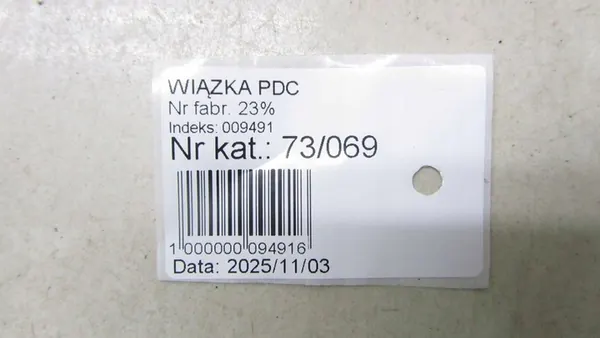 WIĄZKA PDC
Nr fabr. 23%
Indeks: 009491
Nr kat.: 73/069
1 000000 094916
Data: 2025/11/03